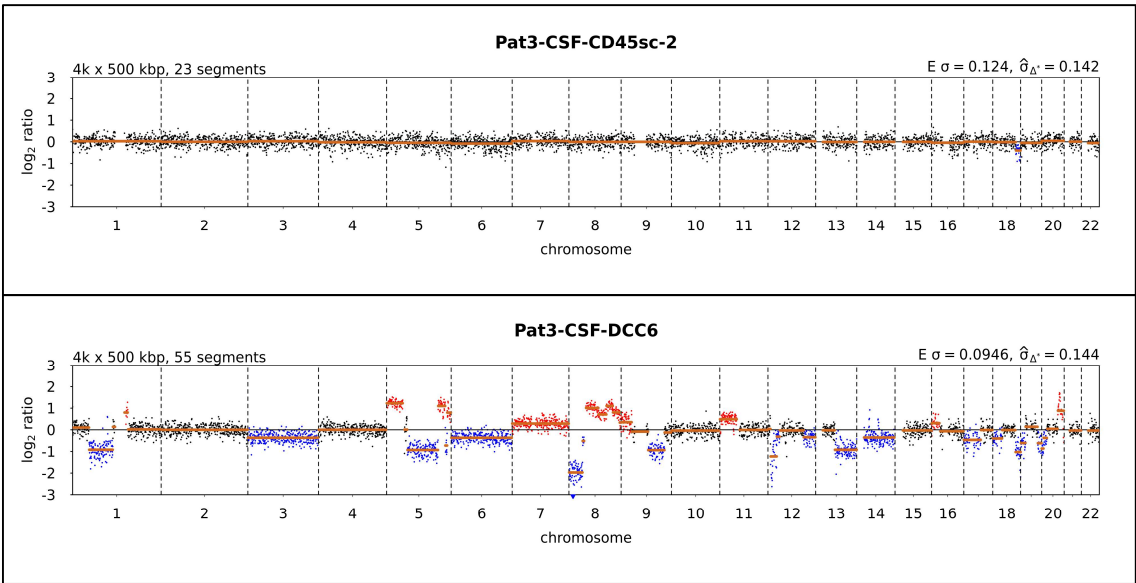 Pat3-CSF-CD45sc-2
4k x 500 kbp, 23 segments
E σ = 0.124, σ̂Δ* = 0.142
3
2
1
0
-1
-2
-3
log₂ ratio
1 2 3 4 5 6 7 8 9 10 11 12 13 14 15 16 18 20 22
chromosome
Pat3-CSF-DCC6
4k x 500 kbp, 55 segments
E σ = 0.0946, σ̂Δ* = 0.144
3
2
1
0
-1
-2
-3
log₂ ratio
1 2 3 4 5 6 7 8 9 10 11 12 13 14 15 16 18 20 22
chromosome